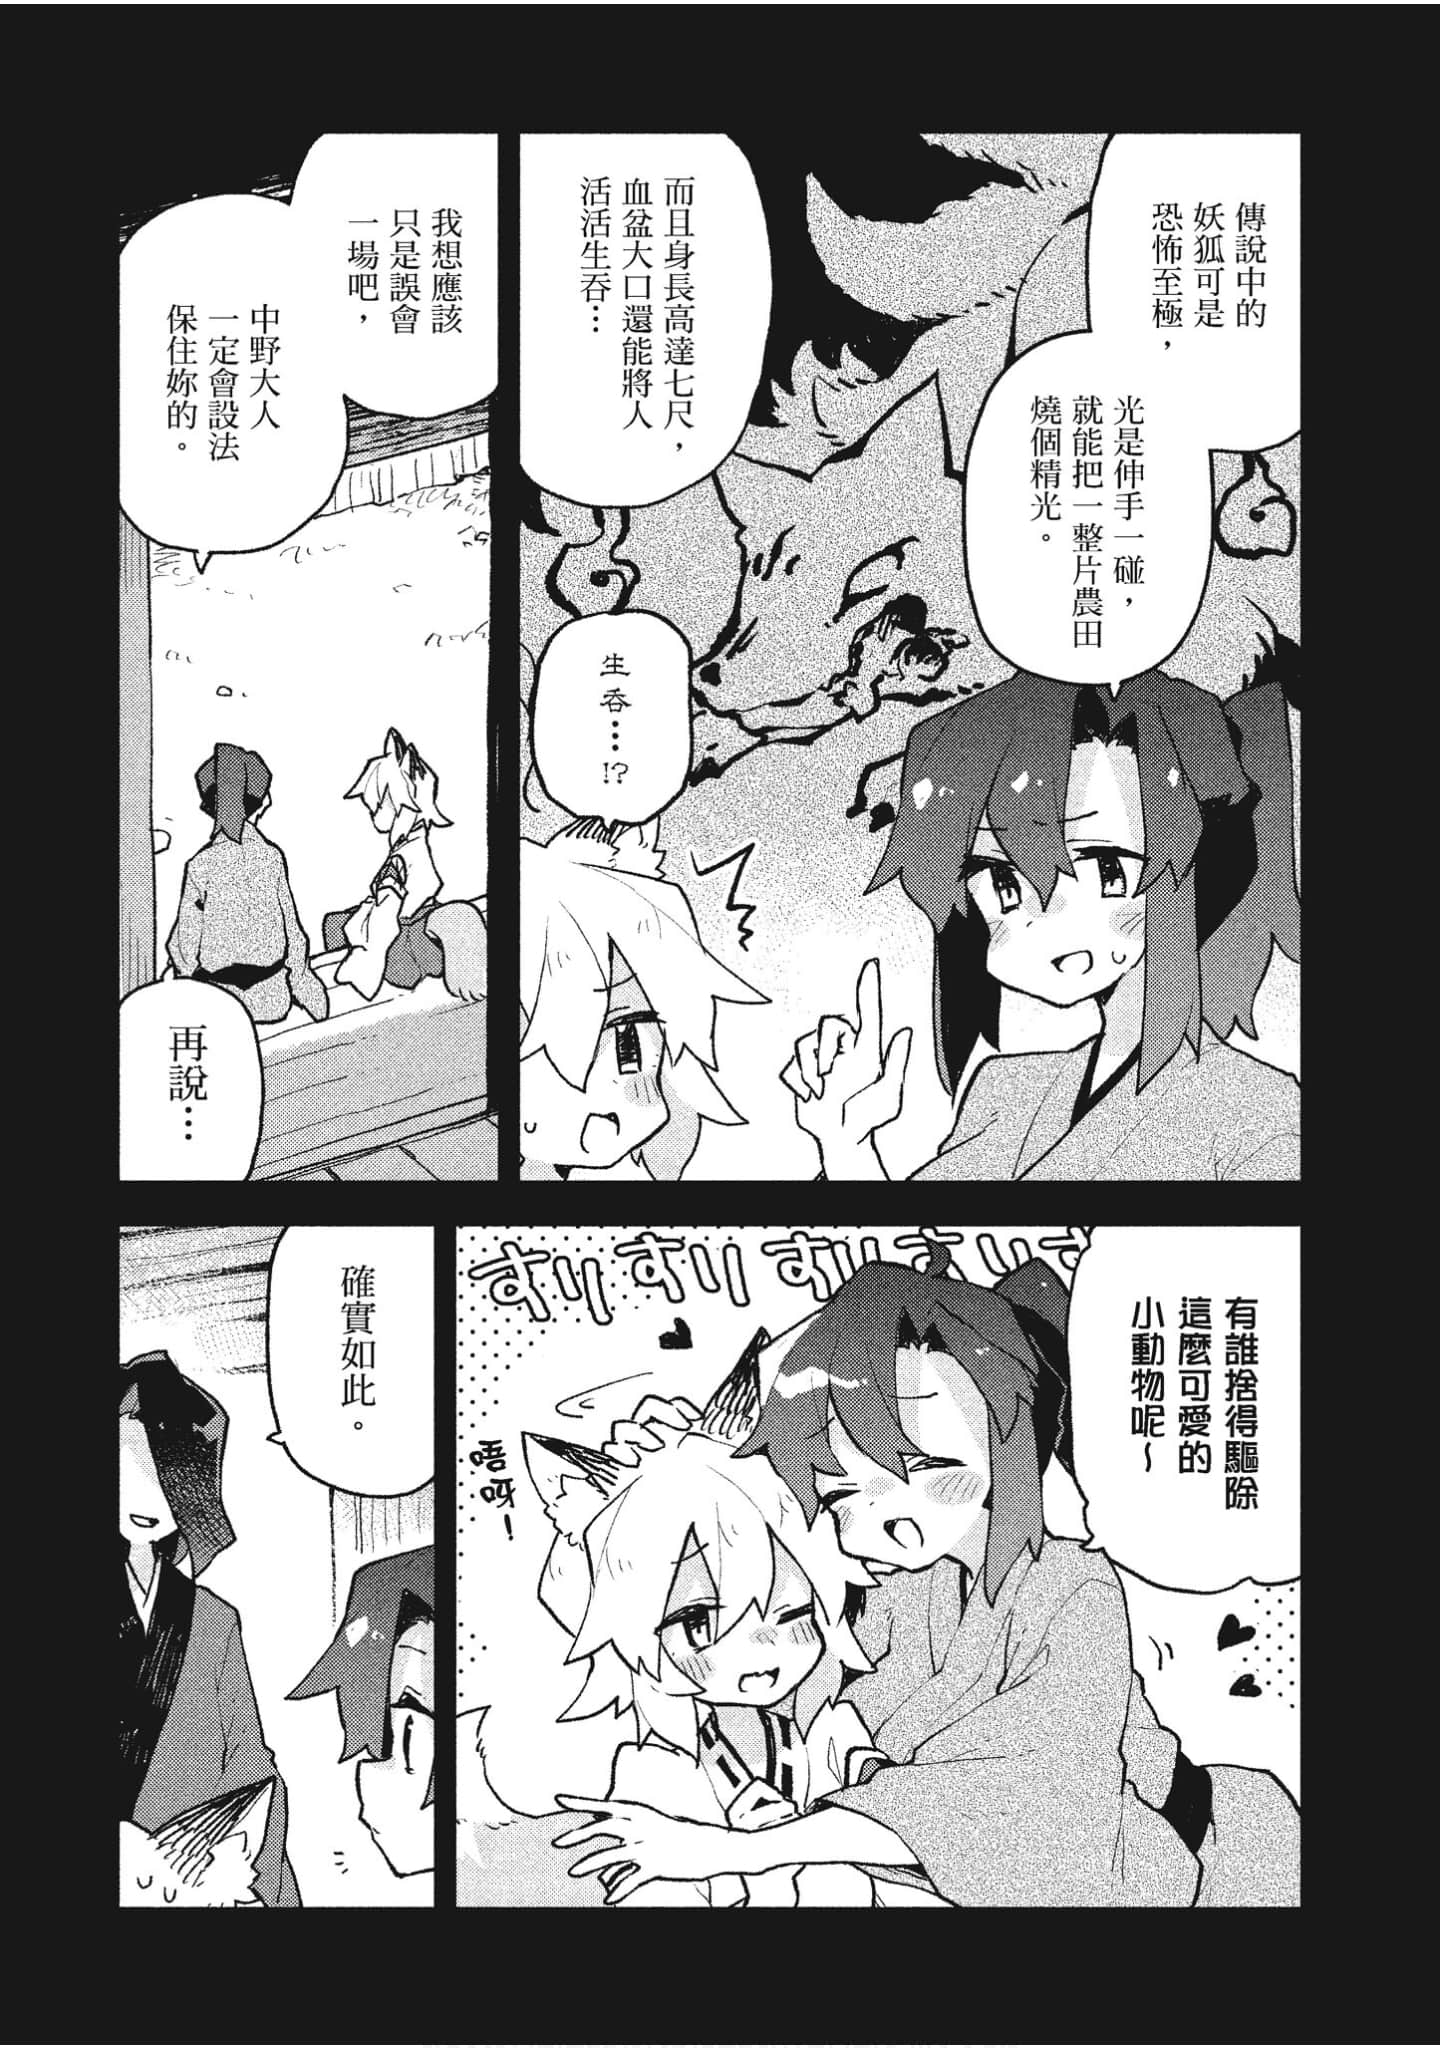 傳說中的
妖狐可是
恐怖至極，
光是伸手一碰，
就能把一整片農田
燒個精光。
而且身長高達七尺，
血盆大口還能將人
活活生吞…
生吞…!?
我想應該
只是誤會
一場吧，
中野大人
一定會設法
保住妳的。
再說…
有誰捨得驅除
這麼可愛的
小動物呢～
すりすりすりすりす
唔呀！
確實如此。